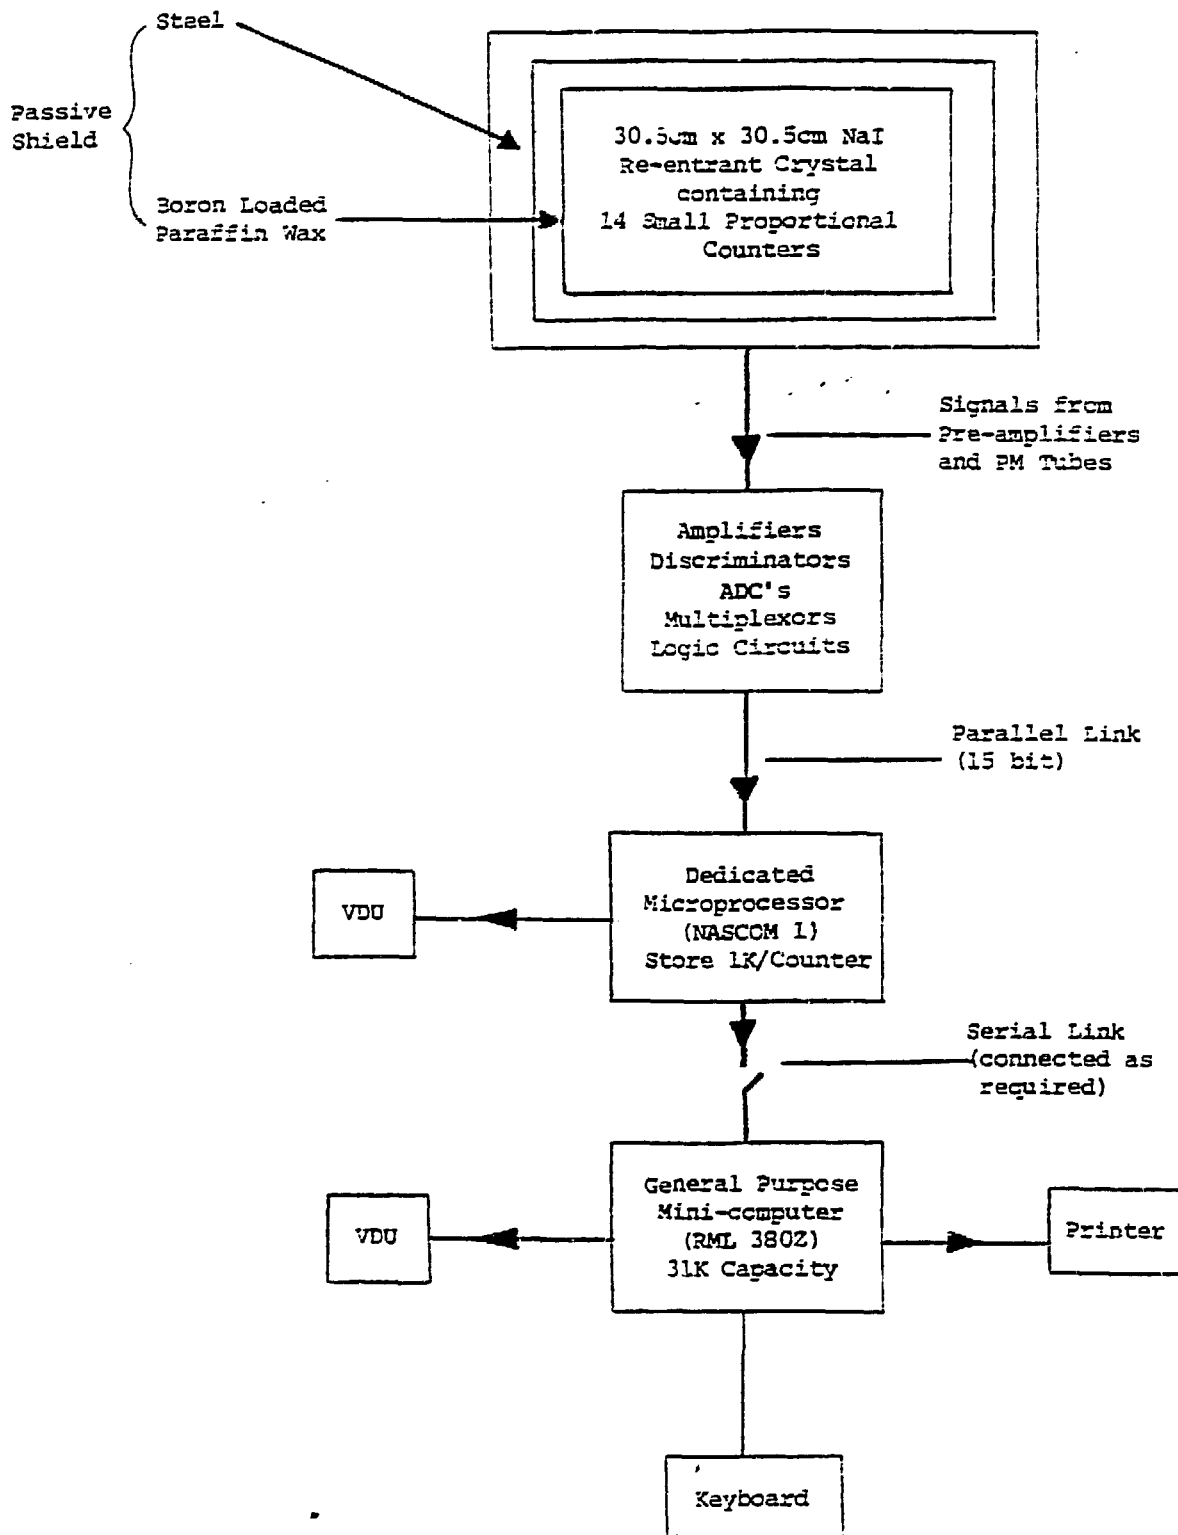 Steel
Passive
Shield
Boron Loaded
Paraffin Wax
30.5cm x 30.5cm NaI
Re-entrant Crystal
containing
14 Small Proportional
Counters
Signals from
Pre-amplifiers
and PM Tubes
Amplifiers
Discriminators
ADC's
Multiplexors
Logic Circuits
Parallel Link
(15 bit)
Dedicated
Microprocessor
(NASCOM 1)
Store 1K/Counter
VDU
Serial Link
(connected as
required)
General Purpose
Mini-computer
(RML 380Z)
31K Capacity
VDU
Printer
Keyboard